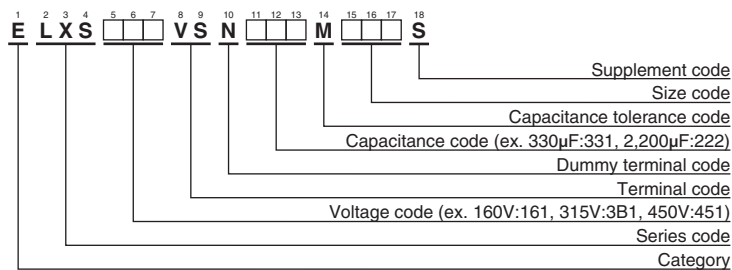 1 2 3 4 5 6 7 8 9 10 11 12 13 14 15 16 17 18
E LXS □□□ VS N □□□ M □□□ S
Supplement code
Size code
Capacitance tolerance code
Capacitance code (ex. 330μF:331, 2,200μF:222)
Dummy terminal code
Terminal code
Voltage code (ex. 160V:161, 315V:3B1, 450V:451)
Series code
Category